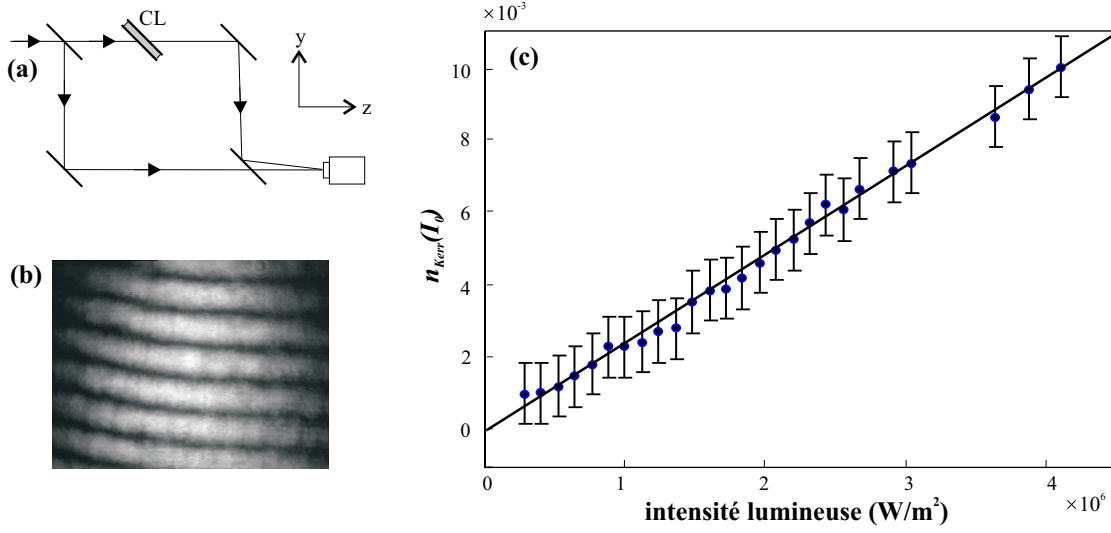 (a)
CL
y
z
(b)
(c)
×10⁻³
10
8
6
4
2
0
n_Kerr(I₀)
0 1 2 3 4
×10⁶
intensité lumineuse (W/m²)